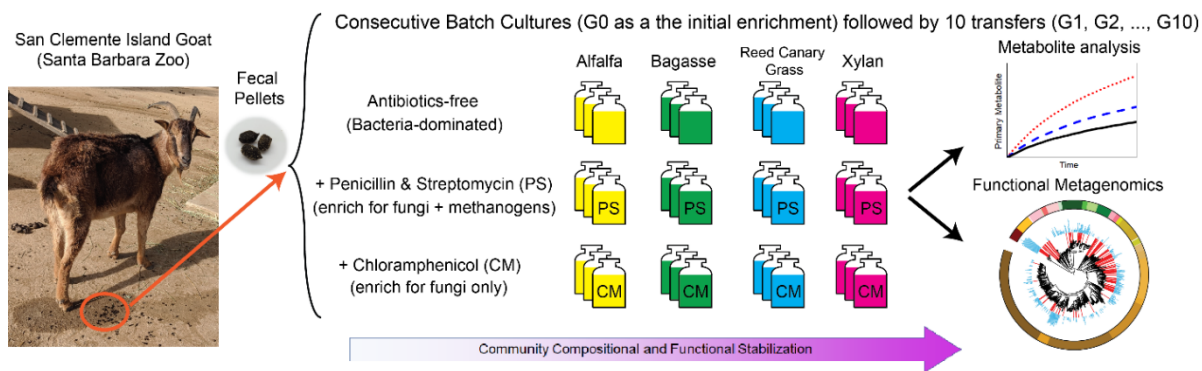 Consecutive Batch Cultures (G0 as a the initial enrichment) followed by 10 transfers (G1, G2, ..., G10)
San Clemente Island Goat
(Santa Barbara Zoo)
Fecal
Pellets
Alfalfa
Bagasse
Reed Canary
Grass
Xylan
Antibiotics-free
(Bacteria-dominated)
+ Penicillin & Streptomycin (PS)
(enrich for fungi + methanogens)
PS
PS
PS
PS
+ Chloramphenicol (CM)
(enrich for fungi only)
CM
CM
CM
CM
Community Compositional and Functional Stabilization
Metabolite analysis
Primary Metabolite
Time
Functional Metagenomics